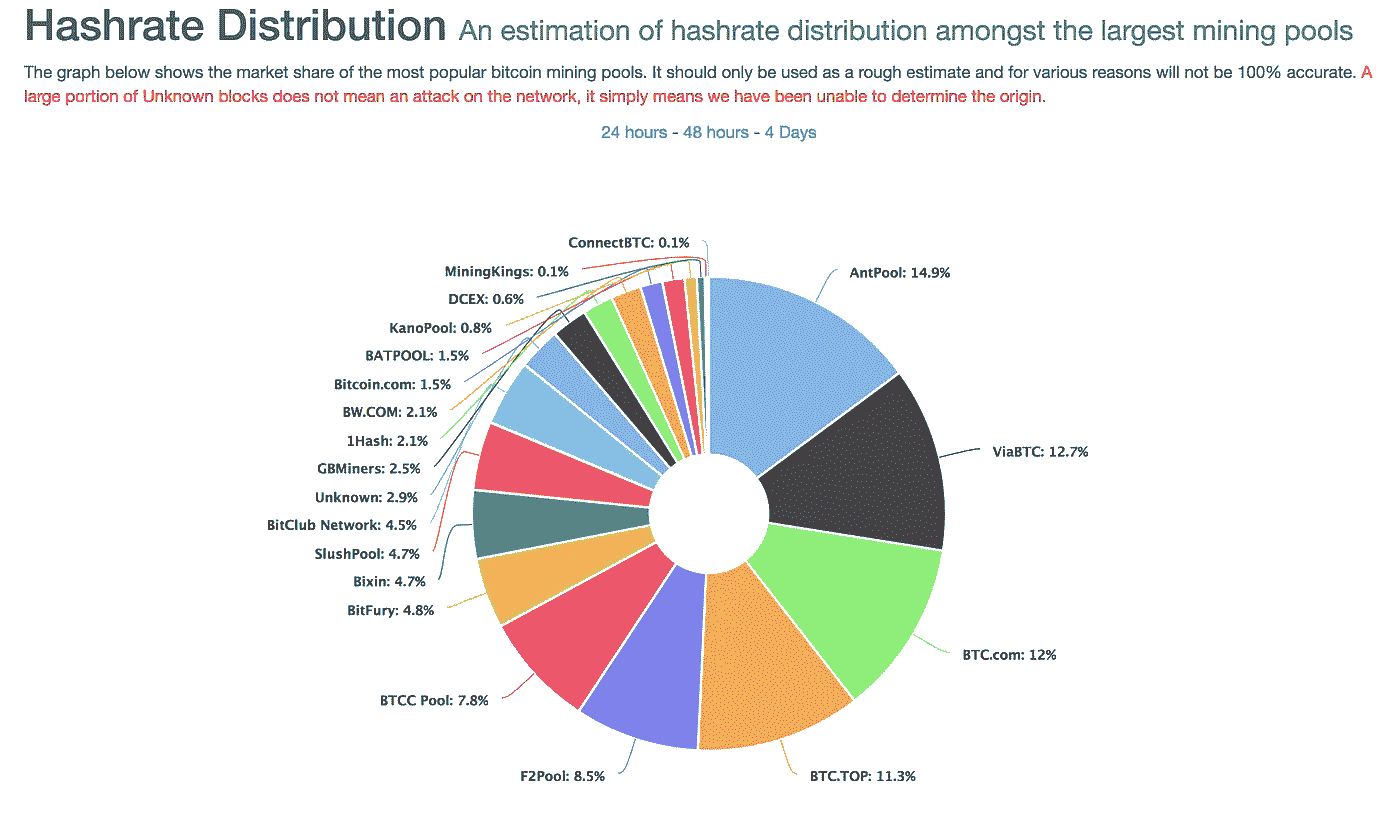 Hashrate Distribution An estimation of hashrate distribution amongst the largest mining pools
The graph below shows the market share of the most popular bitcoin mining pools. It should only be used as a rough estimate and for various reasons will not be 100% accurate. A
large portion of Unknown blocks does not mean an attack on the network, it simply means we have been unable to determine the origin.
24 hours - 48 hours - 4 Days
ConnectBTC: 0.1%
MiningKings: 0.1%
AntPool: 14.9%
DCEX: 0.6%
KanoPool: 0.8%
BATPOOL: 1.5%
Bitcoin.com: 1.5%
BW.COM: 2.1%
1Hash: 2.1%
ViaBTC: 12.7%
GBMiners: 2.5%
Unknown: 2.9%
BitClub Network: 4.5%
SlushPool: 4.7%
Bixin: 4.7%
BitFury: 4.8%
BTC.com: 12%
BTCC Pool: 7.8%
F2Pool: 8.5%
BTC.TOP: 11.3%